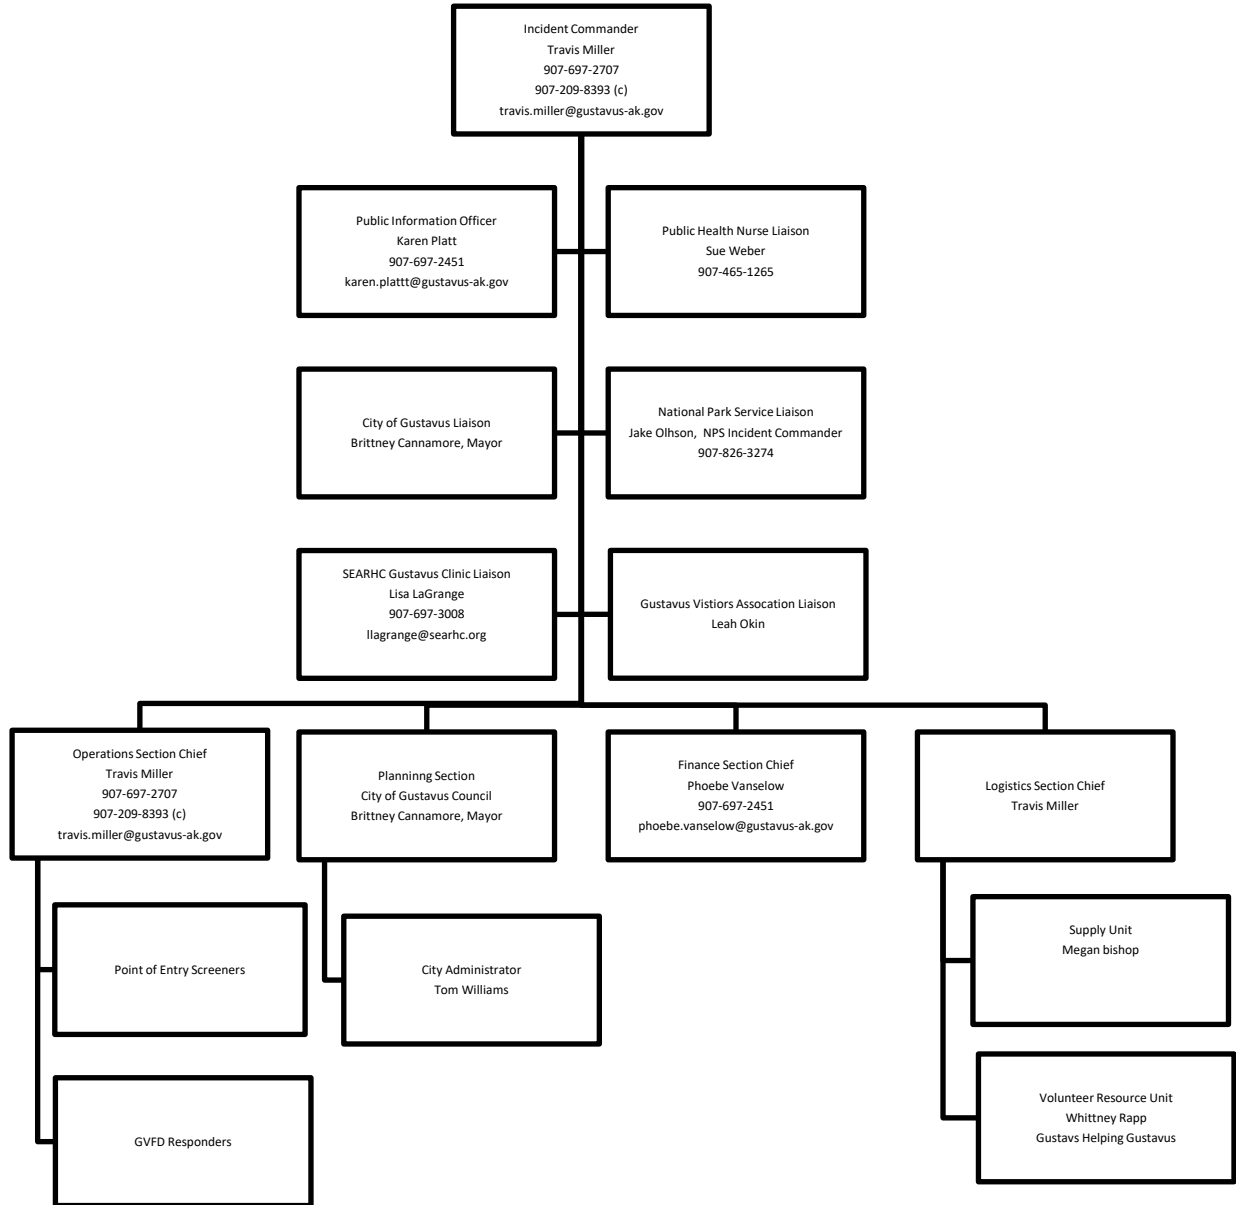 Incident Commander
Travis Miller
907-697-2707
907-209-8393 (c)
travis.miller@gustavus-ak.gov
Public Information Officer
Karen Platt
907-697-2451
karen.plattt@gustavus-ak.gov
Public Health Nurse Liaison
Sue Weber
907-465-1265
City of Gustavus Liaison
Brittney Cannamore, Mayor
National Park Service Liaison
Jake Olhson,  NPS Incident Commander
907-826-3274
SEARHC Gustavus Clinic Liaison
Lisa LaGrange
907-697-3008
llagrange@searhc.org
Gustavus Vistiors Assocation Liaison
Leah Okin
Operations Section Chief
Travis Miller
907-697-2707
907-209-8393 (c)
travis.miller@gustavus-ak.gov
Planninng Section
City of Gustavus Council
Brittney Cannamore, Mayor
Finance Section Chief
Phoebe Vanselow
907-697-2451
phoebe.vanselow@gustavus-ak.gov
Logistics Section Chief
Travis Miller
Point of Entry Screeners
GVFD Responders
City Administrator
Tom Williams
Supply Unit
Megan bishop
Volunteer Resource Unit
Whittney Rapp
Gustavs Helping Gustavus